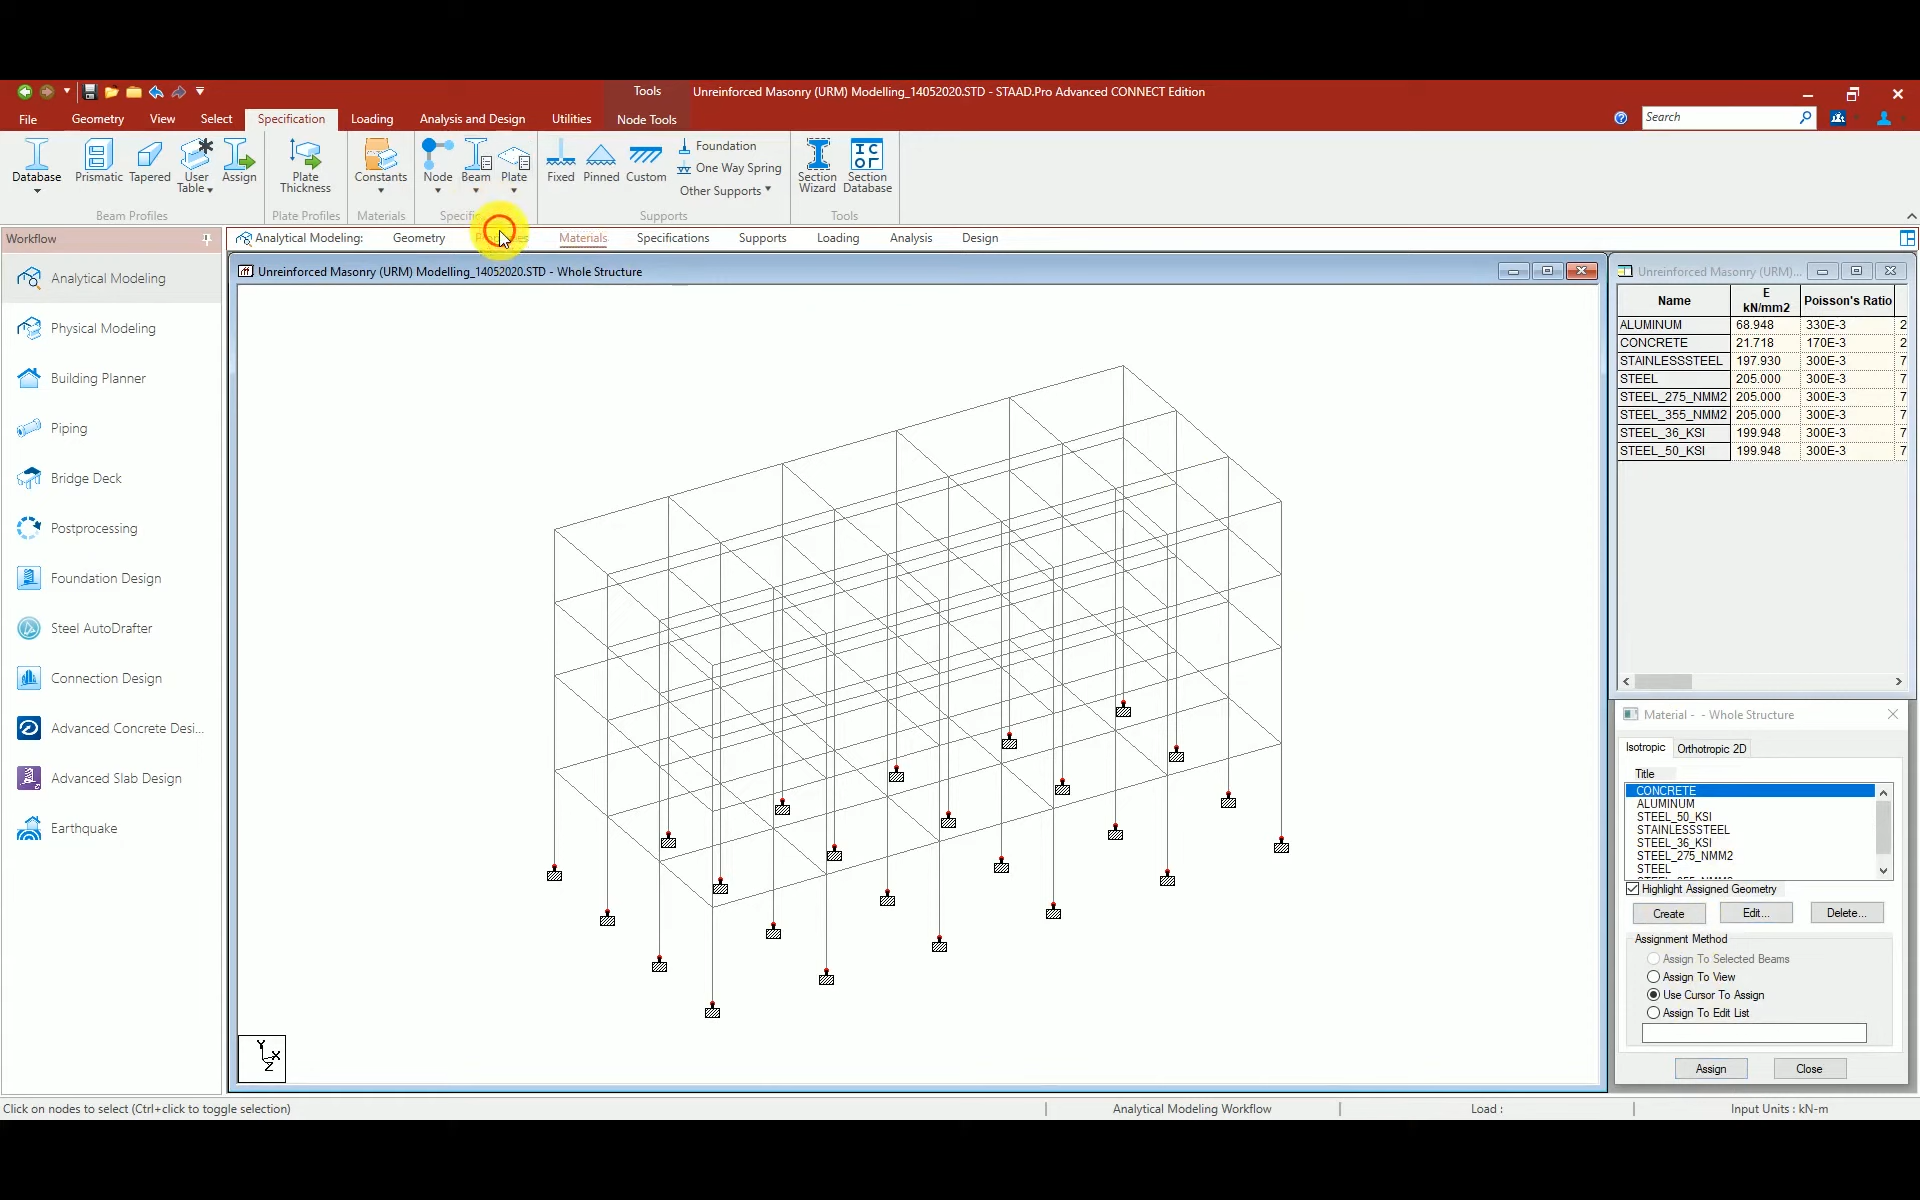 Tools
Unreinforced Masonry (URM) Modelling_14052020.STD - STAAD.Pro Advanced CONNECT Edition
File
Geometry
View
Select
Specification
Loading
Analysis and Design
Utilities
Node Tools
Search
Database
Prismatic
Tapered
User Table
Assign
Beam Profiles
Plate Thickness
Plate Profiles
Constants
Materials
Node
Beam
Plate
Fixed
Pinned
Custom
Foundation
One Way Spring
Other Supports
Supports
Section Wizard
Section Database
Tools
Workflow
Analytical Modeling:
Geometry
Materials
Specifications
Supports
Loading
Analysis
Design
Analytical Modeling
Physical Modeling
Building Planner
Piping
Bridge Deck
Postprocessing
Foundation Design
Steel AutoDrafter
Connection Design
Advanced Concrete Desi...
Advanced Slab Design
Earthquake
Unreinforced Masonry (URM) Modelling_14052020.STD - Whole Structure
Y
X
Z
Unreinforced Masonry (URM)...
Name E kN/mm2 Poisson's Ratio
ALUMINUM 68.948 330E-3 2
CONCRETE 21.718 170E-3 2
STAINLESSSTEEL 197.930 300E-3 7
STEEL 205.000 300E-3 7
STEEL_275_NMM2 205.000 300E-3 7
STEEL_355_NMM2 205.000 300E-3 7
STEEL_36_KSI 199.948 300E-3 7
STEEL_50_KSI 199.948 300E-3 7
Material - - Whole Structure
Isotropic
Orthotropic 2D
Title
CONCRETE
ALUMINUM
STEEL_50_KSI
STAINLESSSTEEL
STEEL_36_KSI
STEEL_275_NMM2
STEEL
Highlight Assigned Geometry
Create
Edit...
Delete...
Assignment Method
Assign To Selected Beams
Assign To View
Use Cursor To Assign
Assign To Edit List
Assign
Close
Click on nodes to select (Ctrl+click to toggle selection)
Analytical Modeling Workflow
Load :
Input Units : kN-m